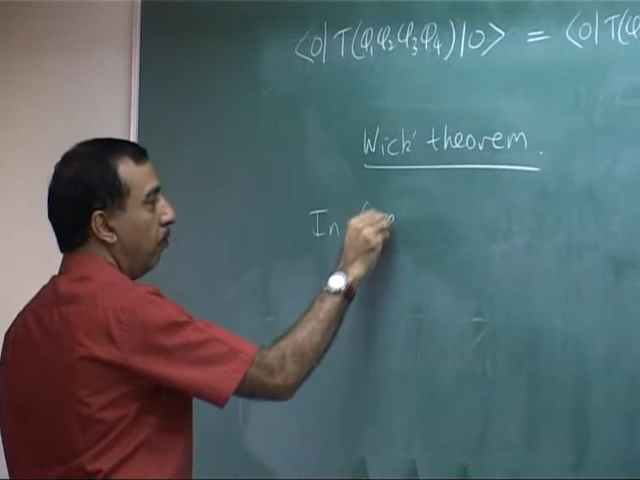 ⟨0| T(φ₁φ₂φ₃φ₄)|0⟩ = ⟨0| T(φ
Wick' theorem.
In